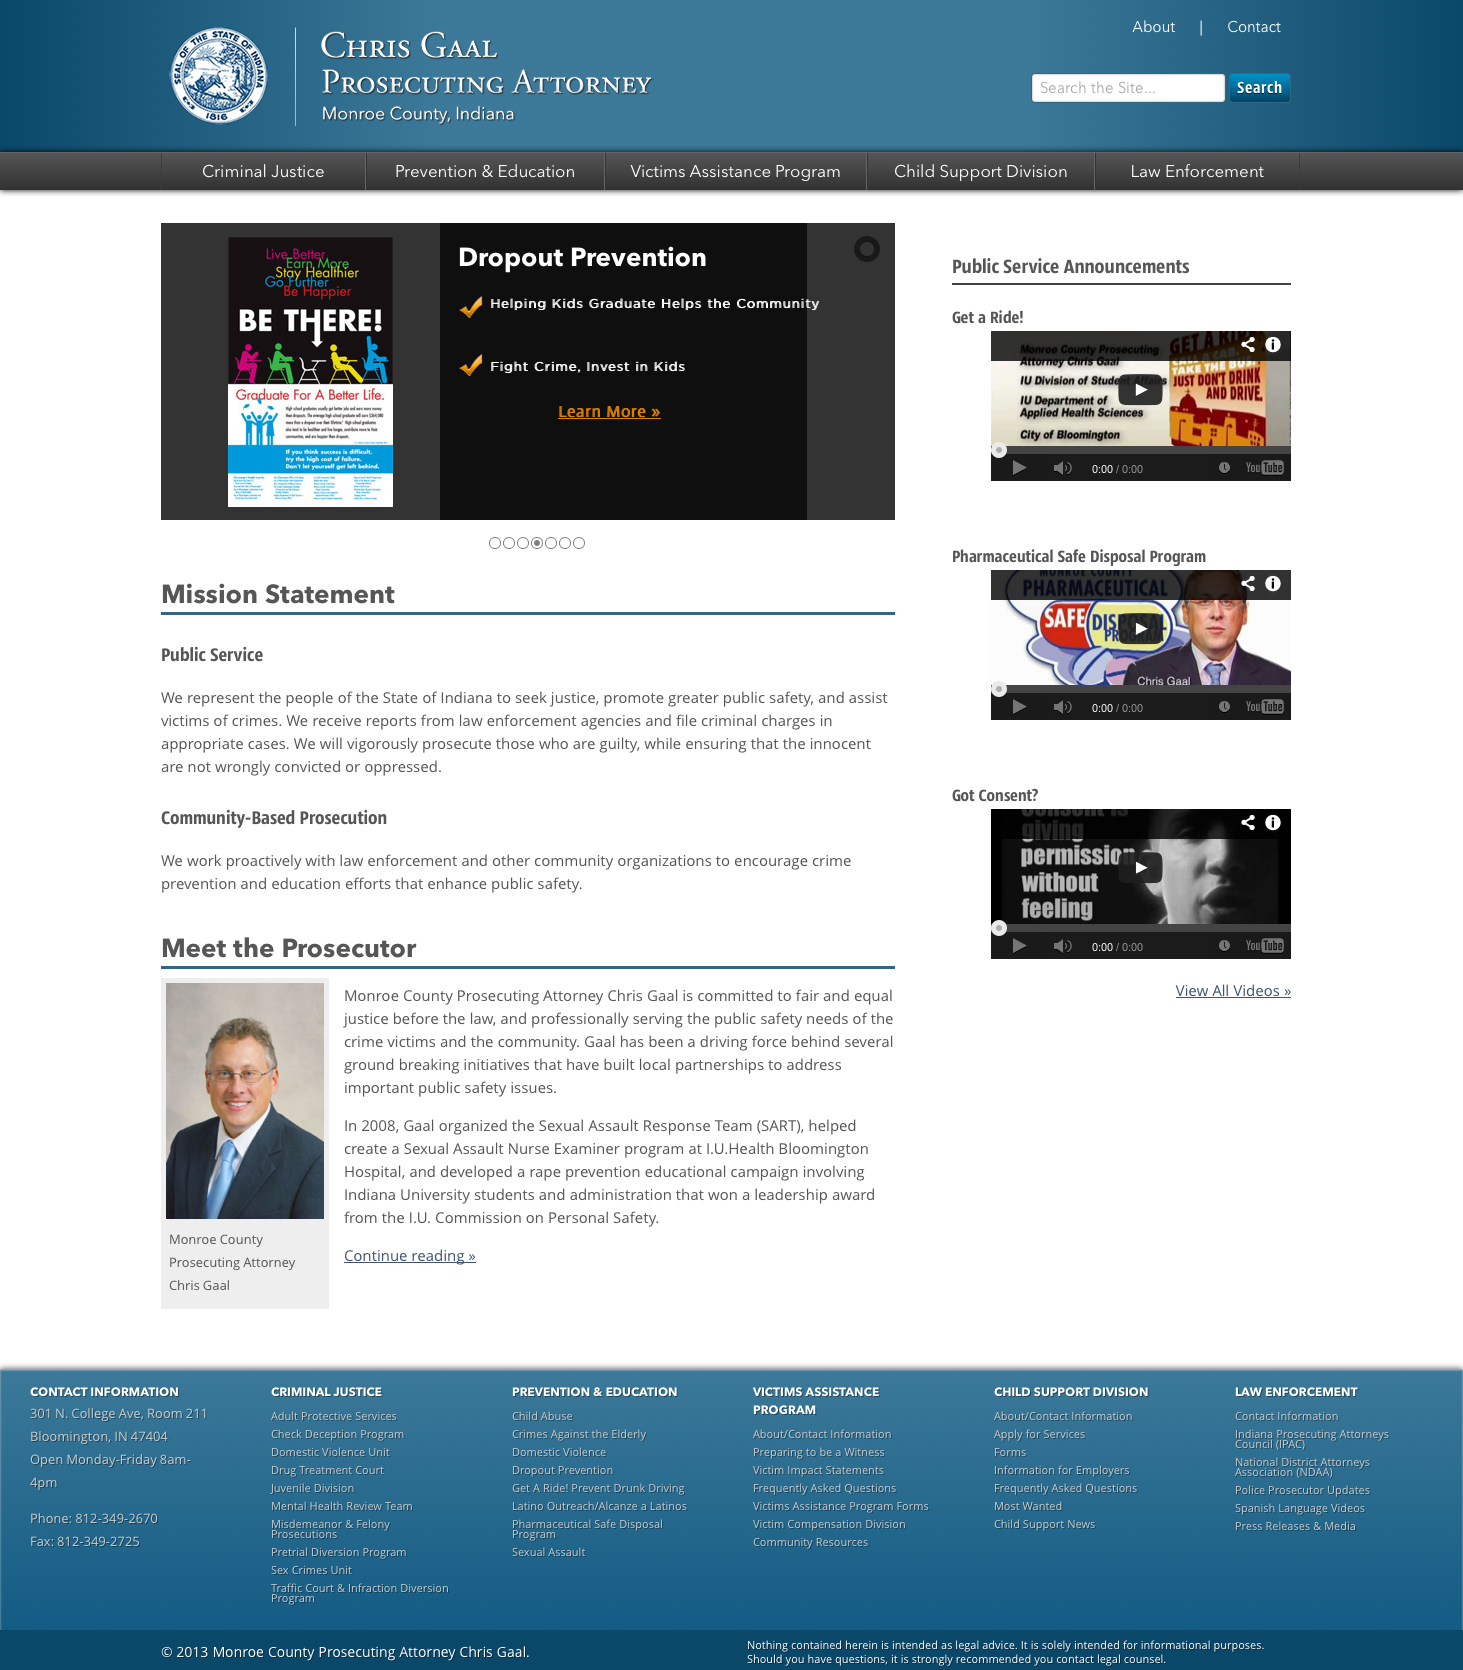 SEAL OF THE STATE OF INDIANA
1816
Chris Gaal
Prosecuting Attorney
Monroe County, Indiana
About | Contact
Search the Site...
Search
Criminal Justice
Prevention & Education
Victims Assistance Program
Child Support Division
Law Enforcement
Live Better
Earn More
Stay Healthier
Go Further
Be Happier
BE THERE!
Graduate For A Better Life.
If you think success is difficult,
try the high cost of failure.
Don't let yourself get left behind.
Dropout Prevention
Helping Kids Graduate Helps the Community
Fight Crime, Invest in Kids
Learn More »
Mission Statement
Public Service
We represent the people of the State of Indiana to seek justice, promote greater public safety, and assist
victims of crimes. We receive reports from law enforcement agencies and file criminal charges in
appropriate cases. We will vigorously prosecute those who are guilty, while ensuring that the innocent
are not wrongly convicted or oppressed.
Community-Based Prosecution
We work proactively with law enforcement and other community organizations to encourage crime
prevention and education efforts that enhance public safety.
Meet the Prosecutor
Monroe County
Prosecuting Attorney
Chris Gaal
Monroe County Prosecuting Attorney Chris Gaal is committed to fair and equal
justice before the law, and professionally serving the public safety needs of the
crime victims and the community. Gaal has been a driving force behind several
ground breaking initiatives that have built local partnerships to address
important public safety issues.
In 2008, Gaal organized the Sexual Assault Response Team (SART), helped
create a Sexual Assault Nurse Examiner program at I.U.Health Bloomington
Hospital, and developed a rape prevention educational campaign involving
Indiana University students and administration that won a leadership award
from the I.U. Commission on Personal Safety.
Continue reading »
Public Service Announcements
Get a Ride!
Monroe County Prosecuting
Attorney Chris Gaal
IU Division of Student Affairs
IU Department of
Applied Health Sciences
City of Bloomington
GET A RIDE
TAKE THE BUS
JUST DON'T DRINK
AND DRIVE.
0:00 / 0:00
YouTube
Pharmaceutical Safe Disposal Program
MONROE COUNTY
PHARMACEUTICAL
SAFE DISPOSAL
PROGRAM
Chris Gaal
0:00 / 0:00
YouTube
Got Consent?
Consent is
giving
permission
without
feeling
0:00 / 0:00
YouTube
View All Videos »
CONTACT INFORMATION
301 N. College Ave, Room 211
Bloomington, IN 47404
Open Monday-Friday 8am-
4pm
Phone: 812-349-2670
Fax: 812-349-2725
CRIMINAL JUSTICE
Adult Protective Services
Check Deception Program
Domestic Violence Unit
Drug Treatment Court
Juvenile Division
Mental Health Review Team
Misdemeanor & Felony
Prosecutions
Pretrial Diversion Program
Sex Crimes Unit
Traffic Court & Infraction Diversion
Program
PREVENTION & EDUCATION
Child Abuse
Crimes Against the Elderly
Domestic Violence
Dropout Prevention
Get A Ride! Prevent Drunk Driving
Latino Outreach/Alcanze a Latinos
Pharmaceutical Safe Disposal
Program
Sexual Assault
VICTIMS ASSISTANCE
PROGRAM
About/Contact Information
Preparing to be a Witness
Victim Impact Statements
Frequently Asked Questions
Victims Assistance Program Forms
Victim Compensation Division
Community Resources
CHILD SUPPORT DIVISION
About/Contact Information
Apply for Services
Forms
Information for Employers
Frequently Asked Questions
Most Wanted
Child Support News
LAW ENFORCEMENT
Contact Information
Indiana Prosecuting Attorneys
Council (IPAC)
National District Attorneys
Association (NDAA)
Police Prosecutor Updates
Spanish Language Videos
Press Releases & Media
© 2013 Monroe County Prosecuting Attorney Chris Gaal.
Nothing contained herein is intended as legal advice. It is solely intended for informational purposes.
Should you have questions, it is strongly recommended you contact legal counsel.